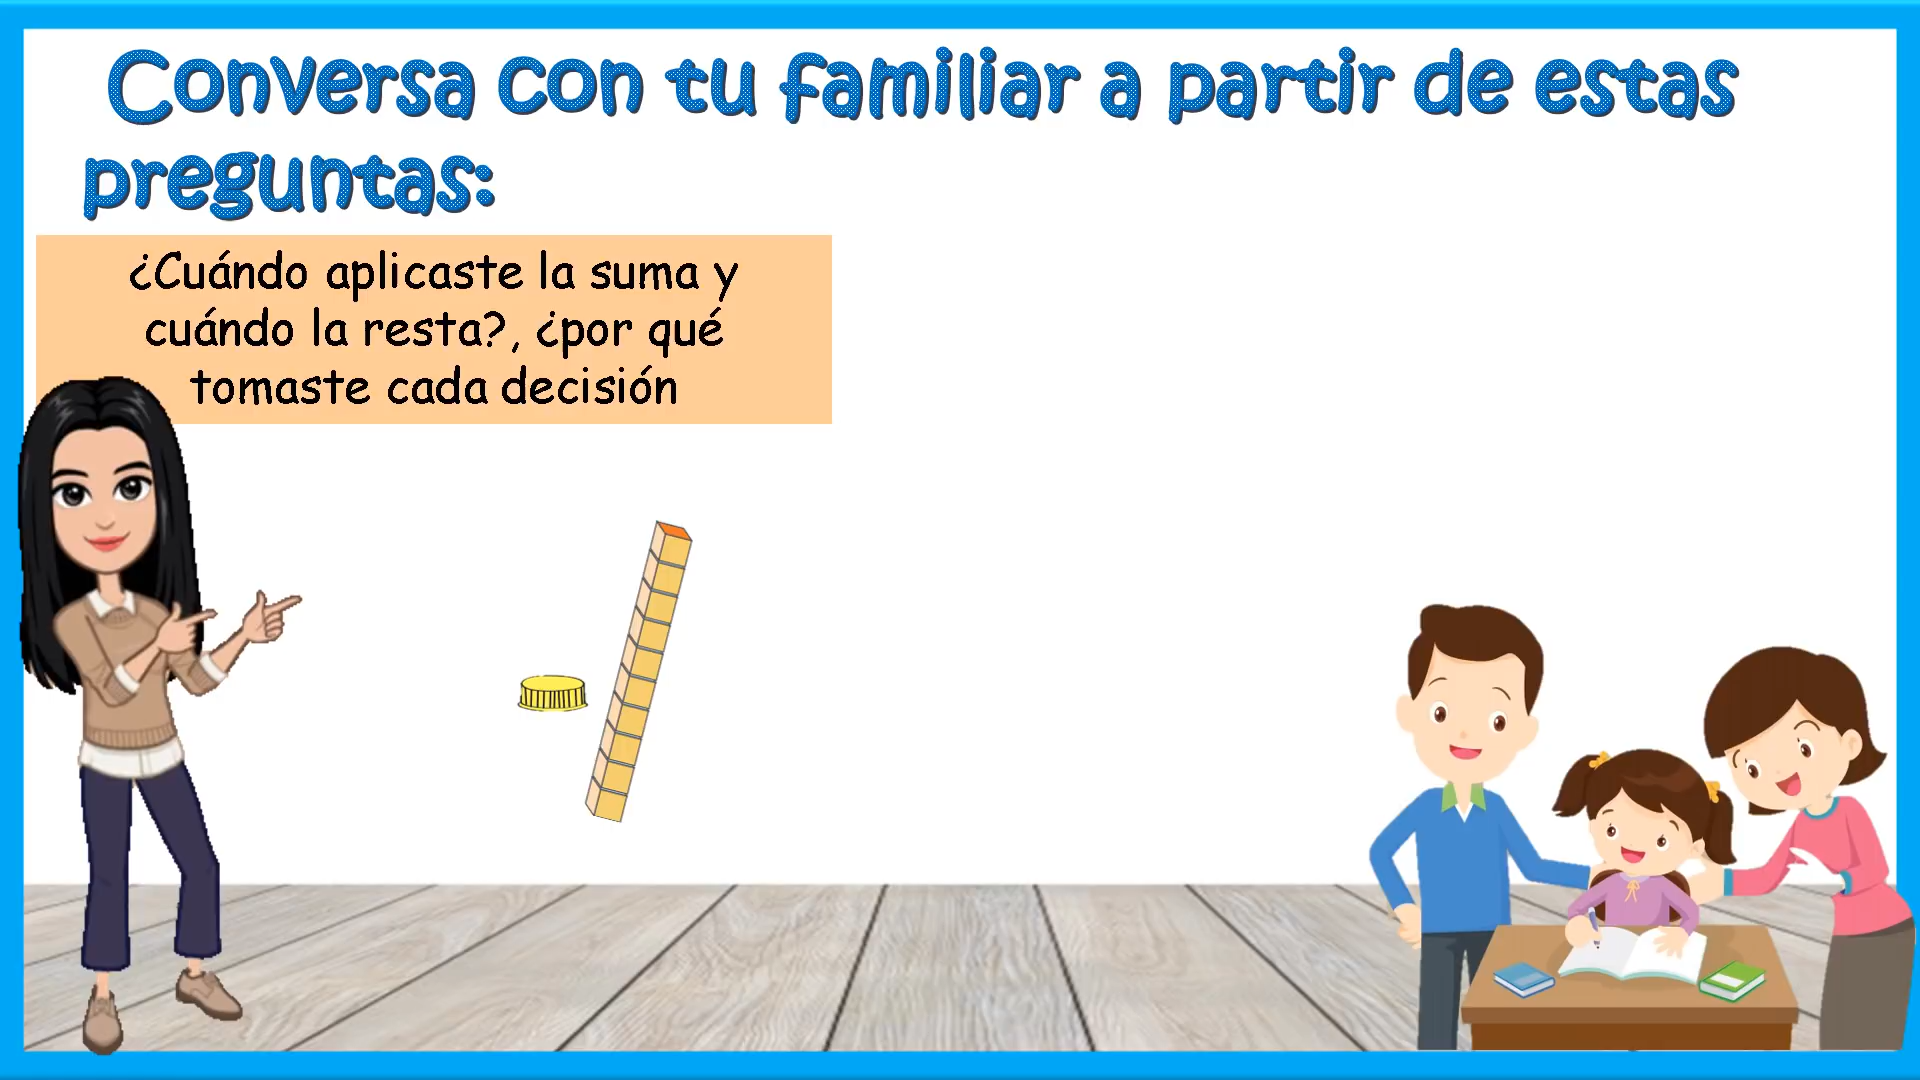 Conversa con tu familiar a partir de estas
preguntas:
¿Cuándo aplicaste la suma y
cuándo la resta?, ¿por qué
tomaste cada decisión